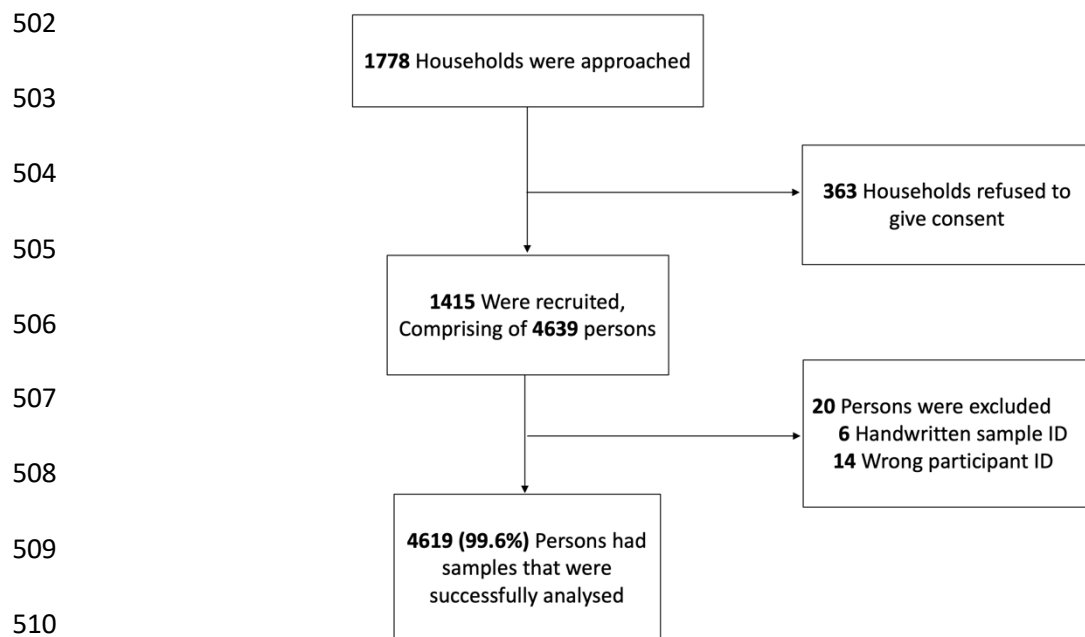 502
1778 Households were approached
503
504
363 Households refused to
give consent
505
1415 Were recruited,
506
Comprising of 4639 persons
507
20 Persons were excluded
6 Handwritten sample ID
14 Wrong participant ID
508
4619 (99.6%) Persons had
509
samples that were
successfully analysed
510